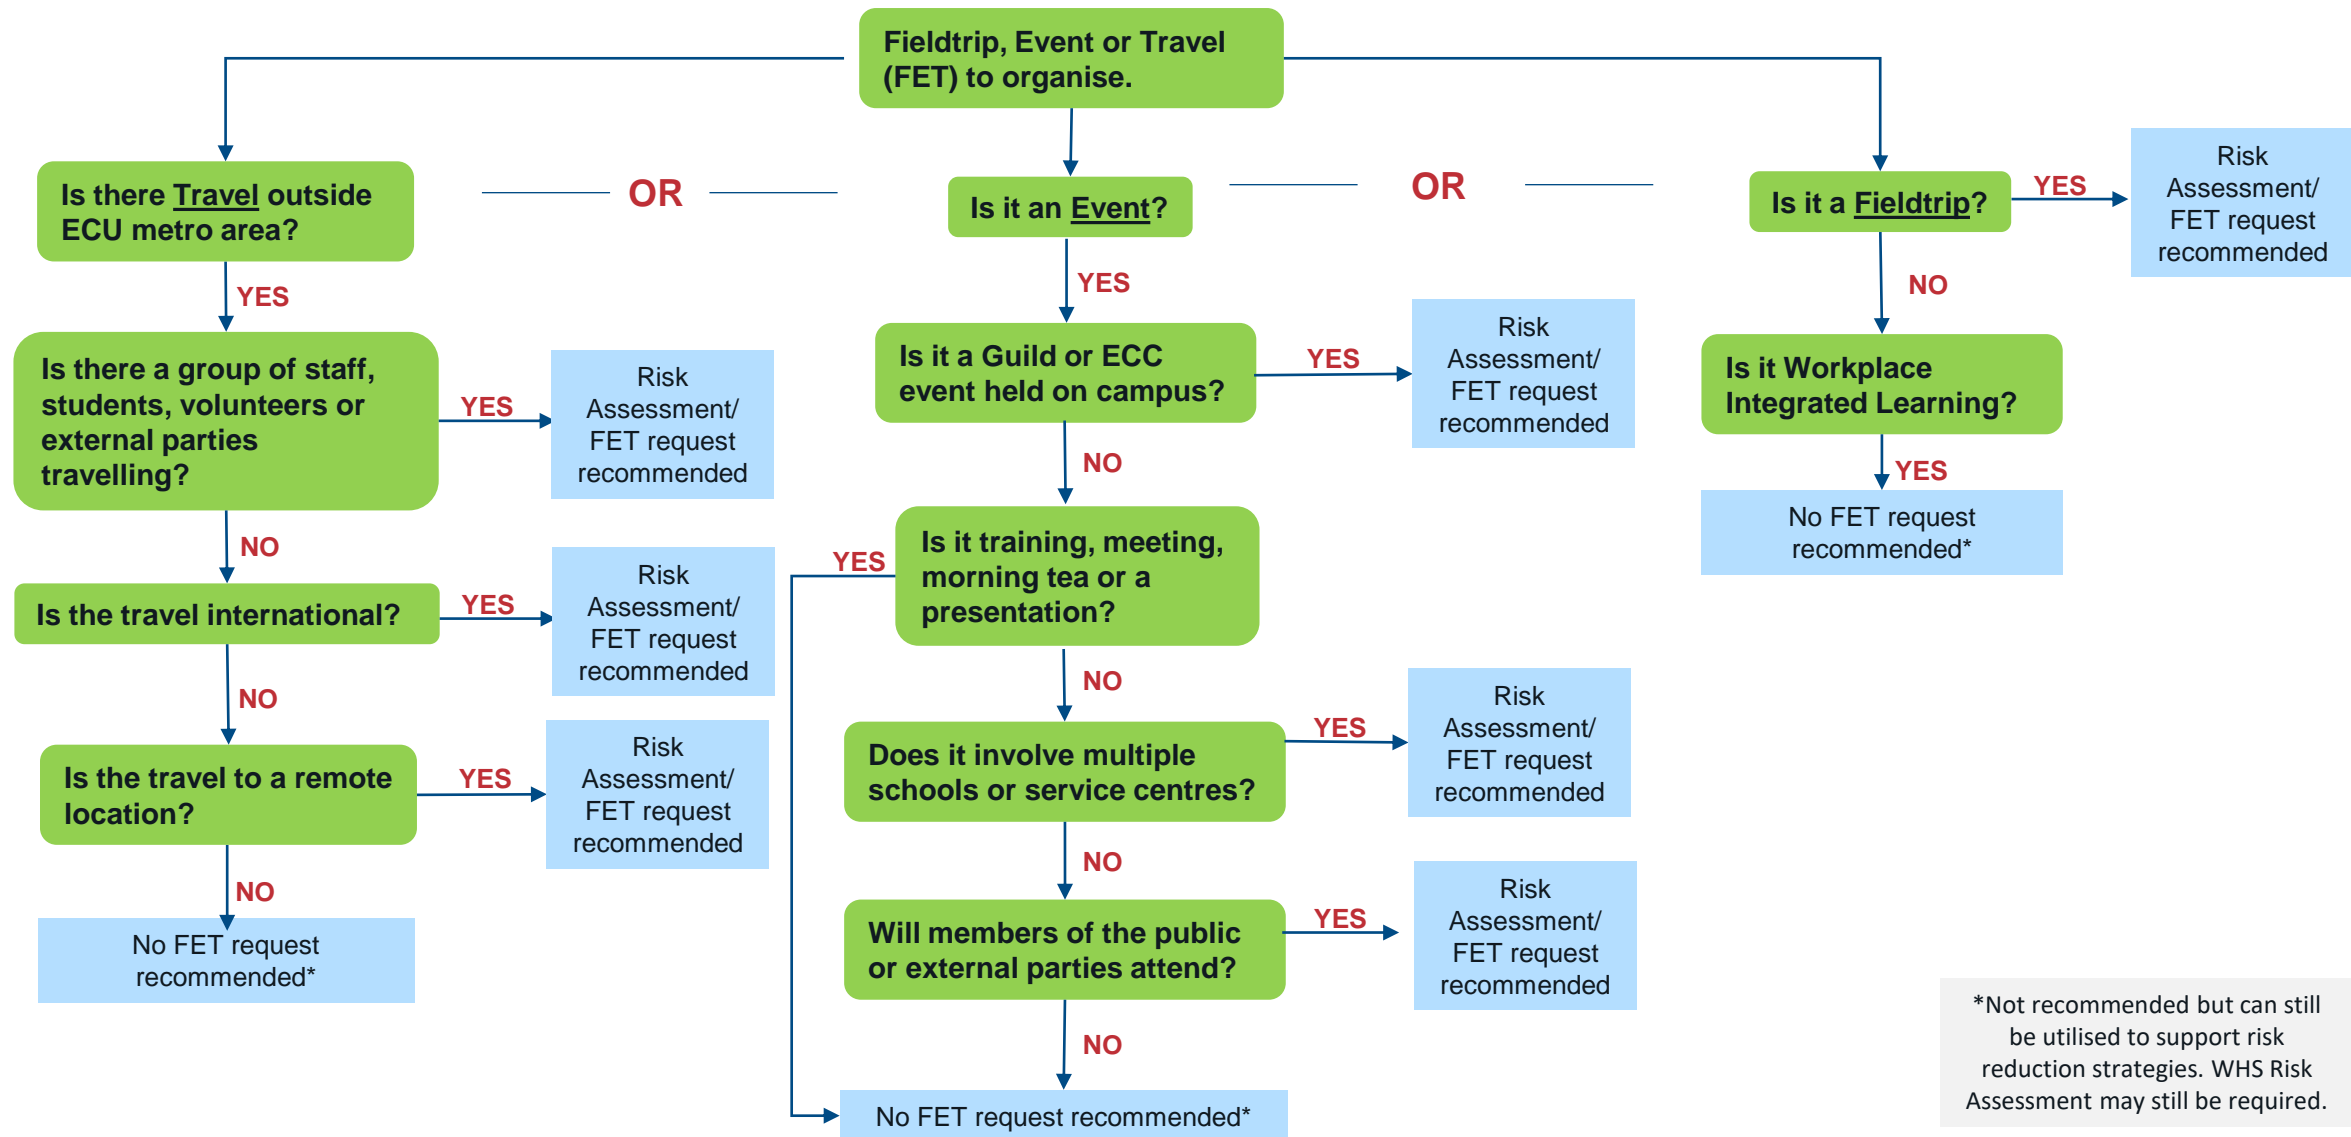 Fieldtrip, Event or Travel
(FET) to organise.
Is there Travel outside
ECU metro area?
OR
Is it an Event?
OR
Is it a Fieldtrip?
YES
Risk
Assessment/
FET request
recommended
YES
Is there a group of staff,
students, volunteers or
external parties
travelling?
YES
Risk
Assessment/
FET request
recommended
NO
Is the travel international?
YES
Risk
Assessment/
FET request
recommended
NO
Is the travel to a remote
location?
YES
Risk
Assessment/
FET request
recommended
NO
No FET request
recommended*
YES
Is it a Guild or ECC
event held on campus?
YES
Risk
Assessment/
FET request
recommended
NO
Is it training, meeting,
morning tea or a
presentation?
YES
NO
Does it involve multiple
schools or service centres?
YES
Risk
Assessment/
FET request
recommended
NO
Will members of the public
or external parties attend?
YES
Risk
Assessment/
FET request
recommended
NO
No FET request recommended*
NO
Is it Workplace
Integrated Learning?
YES
No FET request
recommended*
*Not recommended but can still
be utilised to support risk
reduction strategies. WHS Risk
Assessment may still be required.